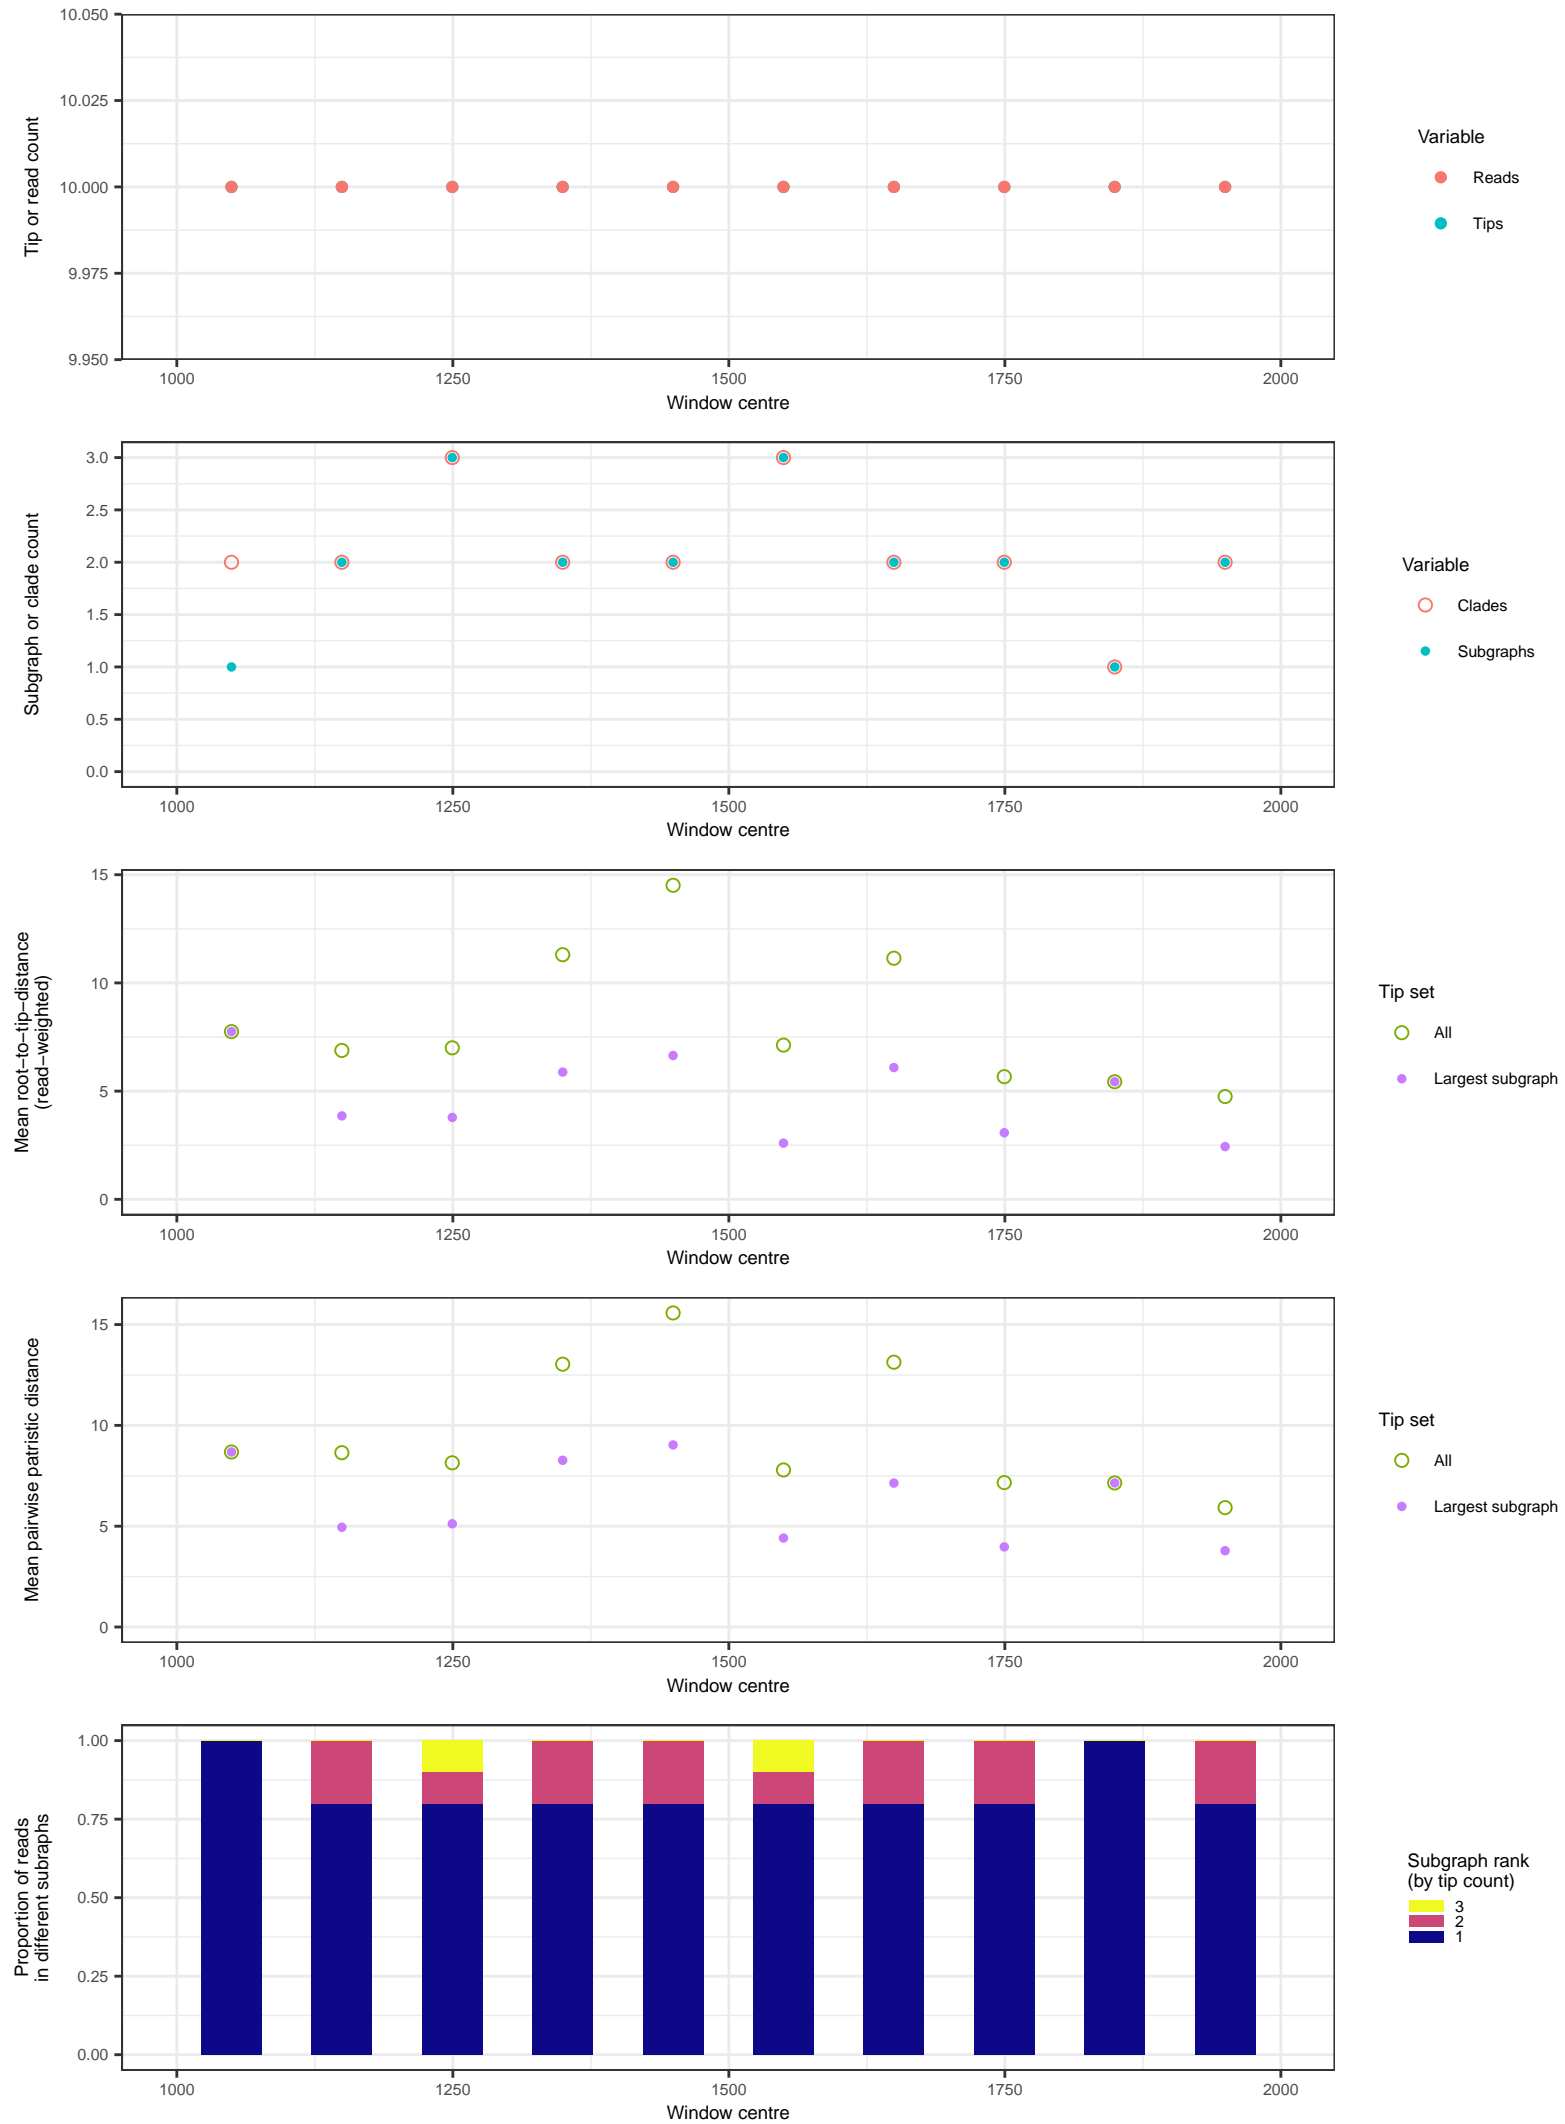 10.050
10.025
10.000
9.975
9.950
Tip or read count
1000 1250 1500 1750 2000
Window centre
Variable
Reads
Tips
3.0
2.5
2.0
1.5
1.0
0.5
0.0
Subgraph or clade count
1000 1250 1500 1750 2000
Window centre
Variable
Clades
Subgraphs
15
10
5
0
Mean root−to−tip−distance
(read−weighted)
1000 1250 1500 1750 2000
Window centre
Tip set
All
Largest subgraph
15
10
5
0
Mean pairwise patristic distance
1000 1250 1500 1750 2000
Window centre
Tip set
All
Largest subgraph
1.00
0.75
0.50
0.25
0.00
Proportion of reads
in different subraphs
1000 1250 1500 1750 2000
Window centre
Subgraph rank
(by tip count)
3
2
1